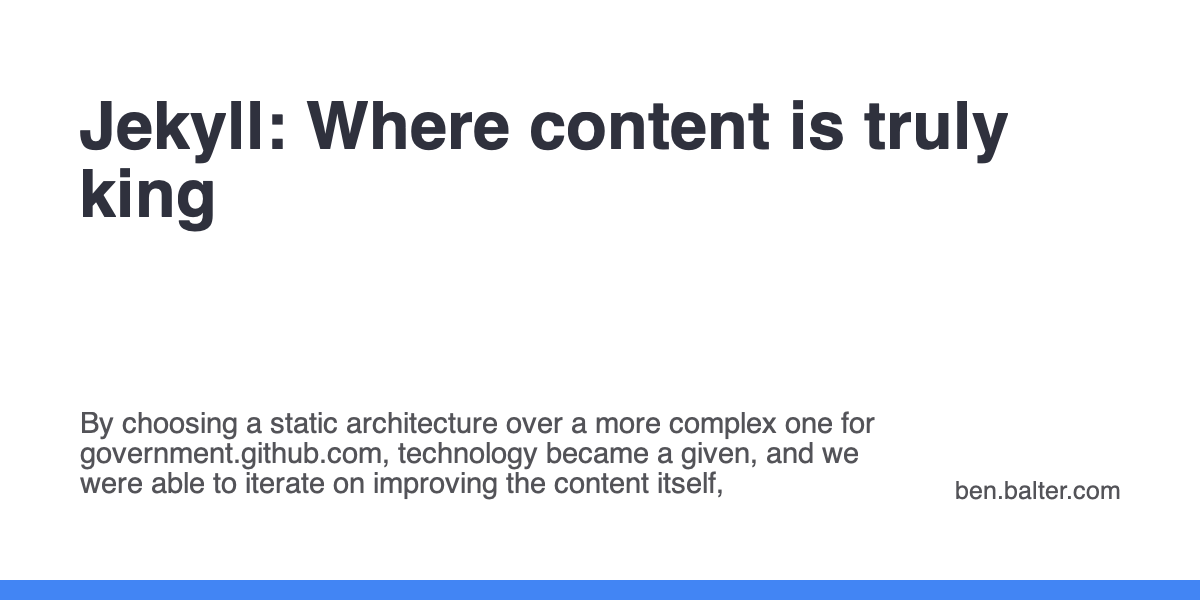 Jekyll: Where content is truly
king
By choosing a static architecture over a more complex one for
government.github.com, technology became a given, and we
were able to iterate on improving the content itself,
ben.balter.com